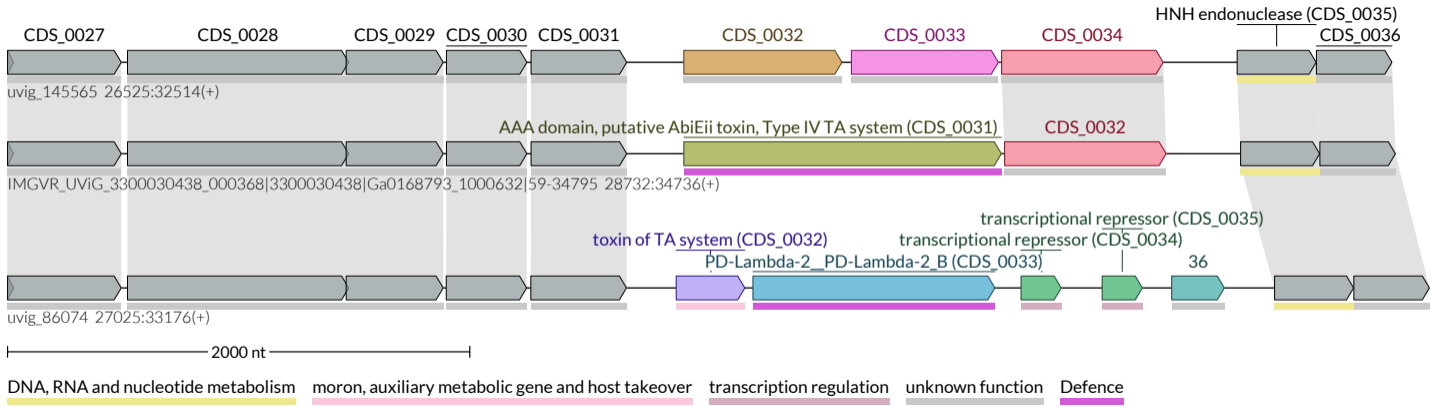 HNH endonuclease (CDS_0035)
CDS_0027 CDS_0028 CDS_0029 CDS_0030 CDS_0031 CDS_0032 CDS_0033 CDS_0034 CDS_0036
uvig_145565 26525:32514(+)
AAA domain, putative AbiEii toxin, Type IV TA system (CDS_0031) CDS_0032
IMGVR_UViG_3300030438_000368|3300030438|Ga0168793_1000632|59-34795 28732:34736(+)
transcriptional repressor (CDS_0035)
toxin of TA system (CDS_0032) transcriptional repressor (CDS_0034)
PD-Lambda-2__PD-Lambda-2_B (CDS_0033) 36
uvig_86074 27025:33176(+)
2000 nt
DNA, RNA and nucleotide metabolism moron, auxiliary metabolic gene and host takeover transcription regulation unknown function Defence